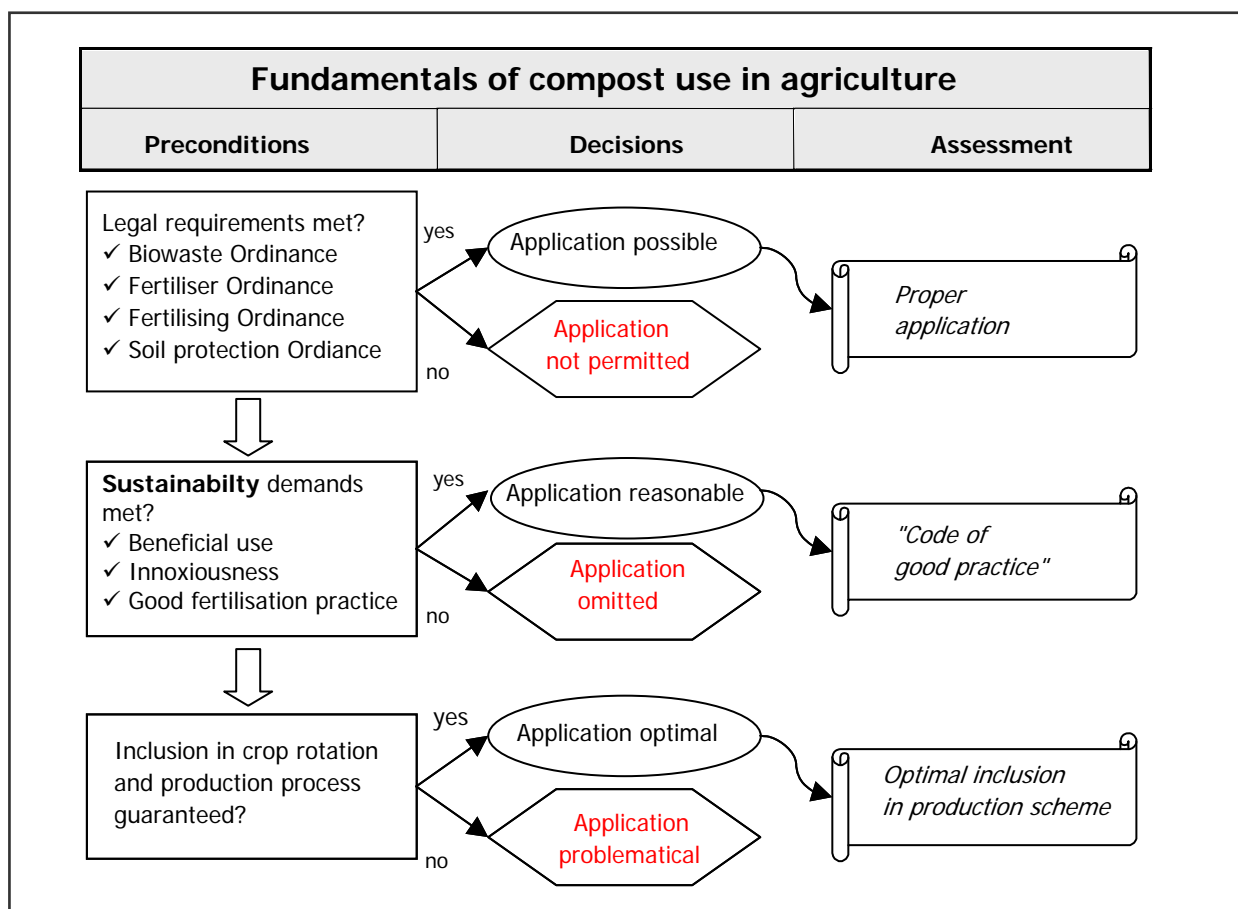 Fundamentals of compost use in agriculture
Preconditions
Decisions
Assessment
Legal requirements met?
✓ Biowaste Ordinance
✓ Fertiliser Ordinance
✓ Fertilising Ordinance
✓ Soil protection Ordiance
yes
no
Application possible
Application
not permitted
Proper
application
Sustainabilty demands
met?
✓ Beneficial use
✓ Innoxiousness
✓ Good fertilisation practice
yes
no
Application reasonable
Application
omitted
"Code of
good practice"
Inclusion in crop rotation
and production process
guaranteed?
yes
no
Application optimal
Application
problematical
Optimal inclusion
in production scheme